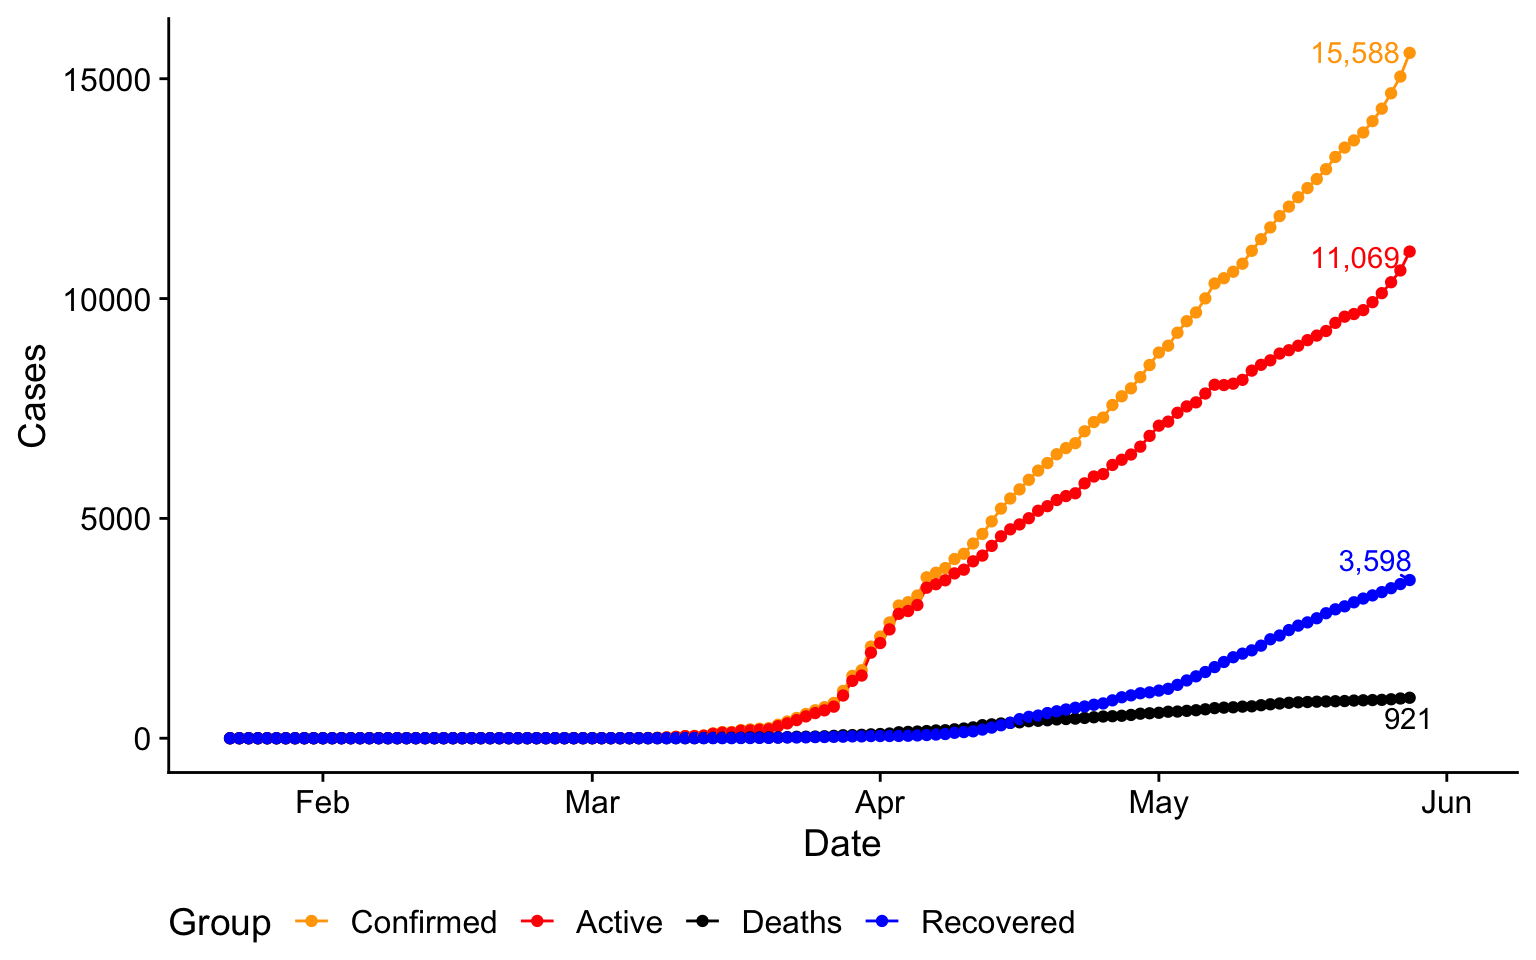 15,588
15000
11,069
10000
Cases
5000
3,598
921
0
Feb Mar Apr May Jun
Date
Group Confirmed Active Deaths Recovered